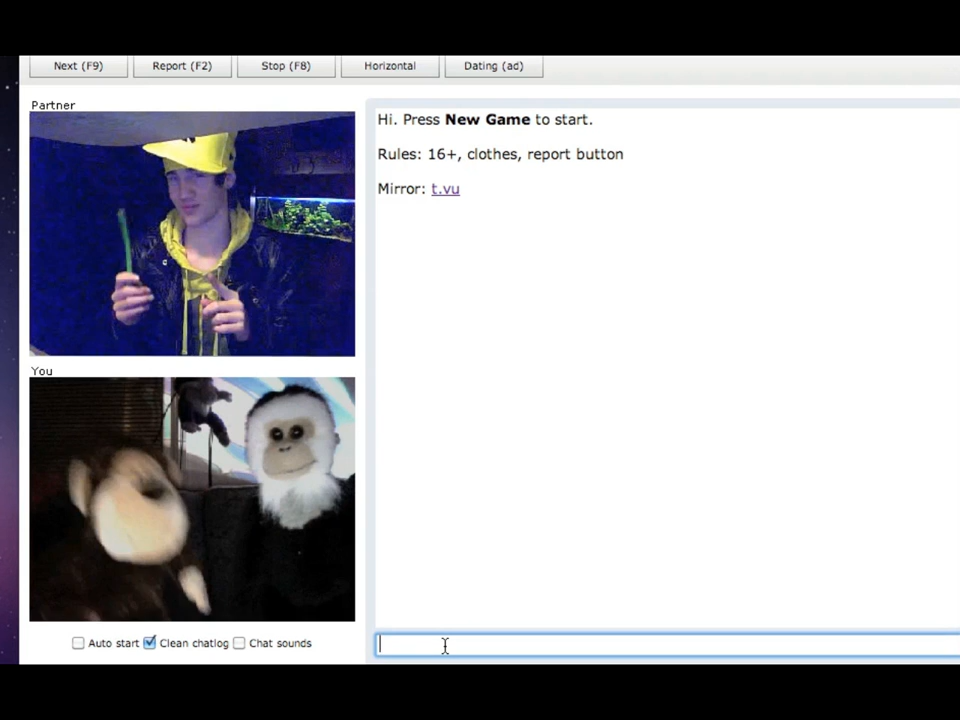 Next (F9) Report (F2) Stop (F8) Horizontal Dating (ad)
Partner
Hi. Press New Game to start.
Rules: 16+, clothes, report button
Mirror: t.vu
You
Auto start Clean chatlog Chat sounds